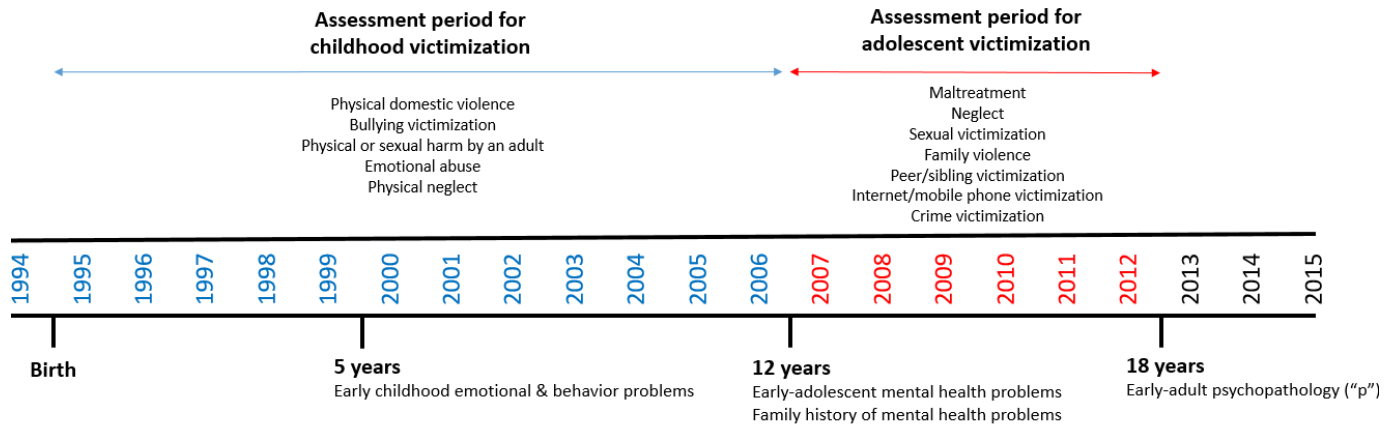 Assessment period for
childhood victimization
Assessment period for
adolescent victimization
Physical domestic violence
Bullying victimization
Physical or sexual harm by an adult
Emotional abuse
Physical neglect
Maltreatment
Neglect
Sexual victimization
Family violence
Peer/sibling victimization
Internet/mobile phone victimization
Crime victimization
1994
1995
1996
1997
1998
1999
2000
2001
2002
2003
2004
2005
2006
2007
2008
2009
2010
2011
2012
2013
2014
2015
Birth
5 years
Early childhood emotional & behavior problems
12 years
Early-adolescent mental health problems
Family history of mental health problems
18 years
Early-adult psychopathology (“p”)